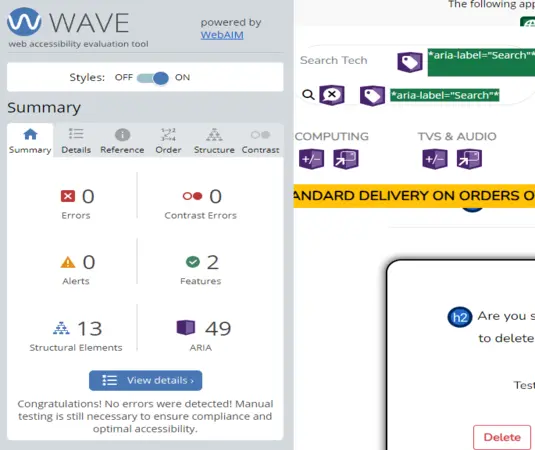 WAVE
web accessibility evaluation tool
powered by
WebAIM
Styles: OFF ON
Summary
Summary Details Reference Order Structure Contrast
0 0
Errors Contrast Errors
0 2
Alerts Features
13 49
Structural Elements ARIA
View details ›
Congratulations! No errors were detected! Manual
testing is still necessary to ensure compliance and
optimal accessibility.
The following app
Search Tech *aria-label="Search"*
*aria-label="Search"*
COMPUTING TVS & AUDIO
+/- +/-
ANDARD DELIVERY ON ORDERS O
h2 Are you s
to delete
Test
Delete